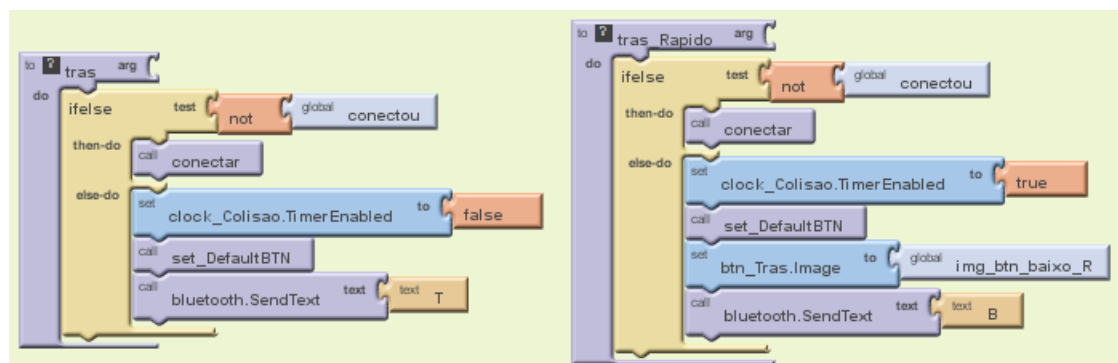 to ? tras arg
do
ifelse test not global conectou
then-do
call conectar
else-do
set clock_Colisao.TimerEnabled to false
call set_DefaultBTN
call bluetooth.SendText text text T
to ? tras_Rapido arg
do
ifelse test not global conectou
then-do
call conectar
else-do
set clock_Colisao.TimerEnabled to true
call set_DefaultBTN
set btn_Tras.Image to global img_btn_baixo_R
call bluetooth.SendText text text B